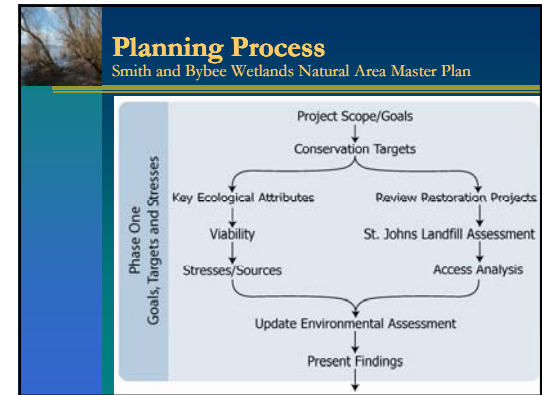 Planning Process
Smith and Bybee Wetlands Natural Area Master Plan
Phase One
Goals, Targets and Stresses
Project Scope/Goals
Conservation Targets
Key Ecological Attributes
Review Restoration Projects
Viability
St. Johns Landfill Assessment
Stresses/Sources
Access Analysis
Update Environmental Assessment
Present Findings